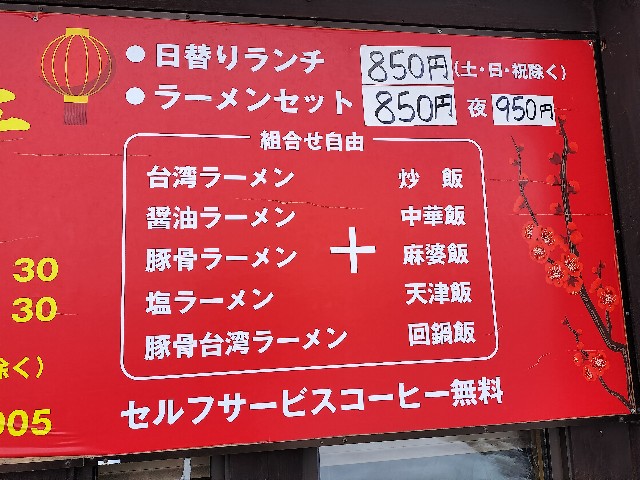 ●日替りランチ 850円 (土・日・祝除く)
●ラーメンセット 850円 夜 950円
組合せ自由
台湾ラーメン 炒飯
醤油ラーメン 中華飯
豚骨ラーメン + 麻婆飯
塩ラーメン 天津飯
豚骨台湾ラーメン 回鍋飯
30
30
除く)
005
セルフサービスコーヒー無料